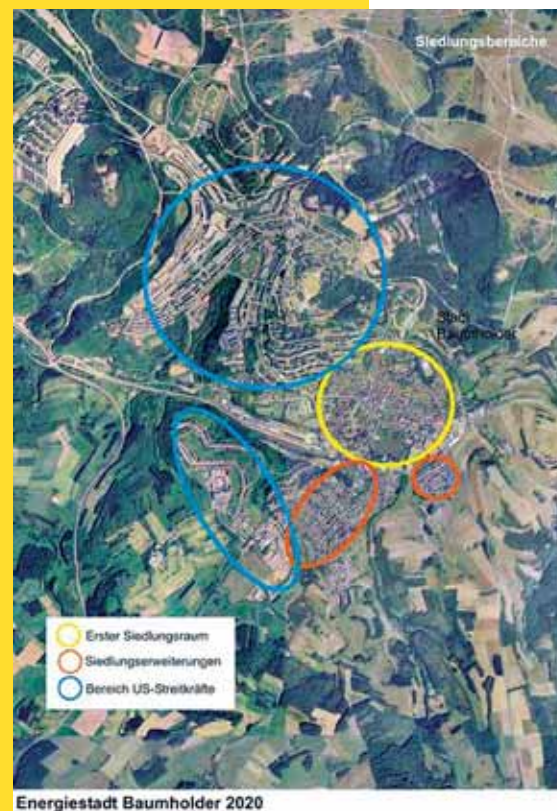 Siedlungsbereiche
Stadt
Baumholder
Erster Siedlungsraum
Siedlungserweiterungen
Bereich US-Streitkräfte
Energiestadt Baumholder 2020